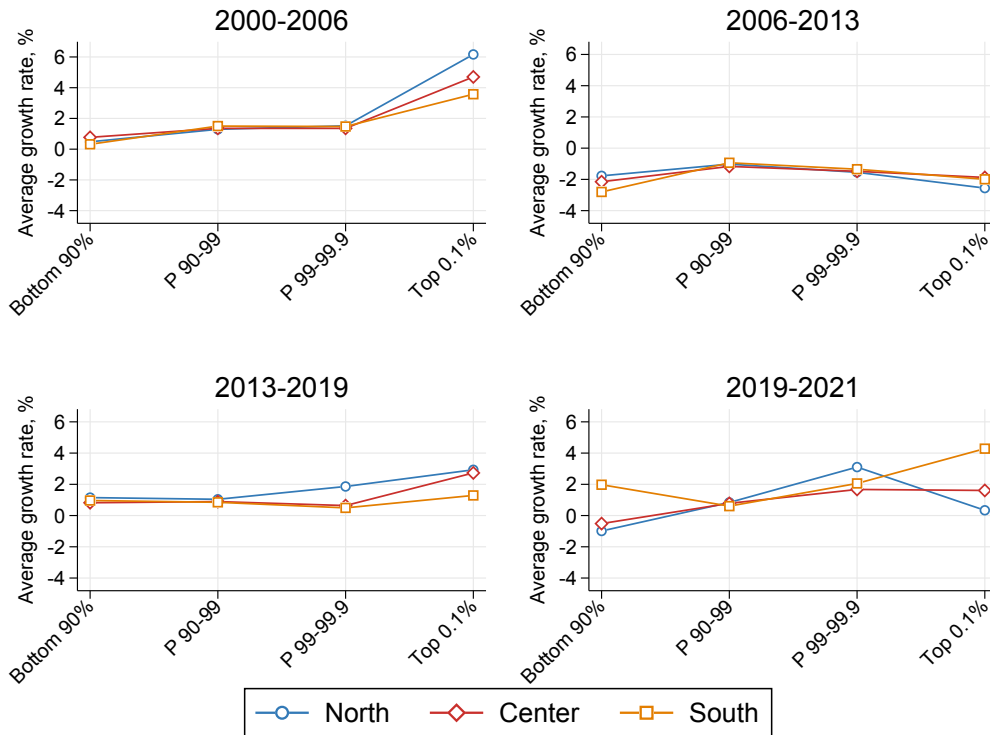 2000-2006
Average growth rate, %
6
4
2
0
-2
-4
Bottom 90%
P 90-99
P 99-99.9
Top 0.1%
2006-2013
Average growth rate, %
6
4
2
0
-2
-4
Bottom 90%
P 90-99
P 99-99.9
Top 0.1%
2013-2019
Average growth rate, %
6
4
2
0
-2
-4
Bottom 90%
P 90-99
P 99-99.9
Top 0.1%
2019-2021
Average growth rate, %
6
4
2
0
-2
-4
Bottom 90%
P 90-99
P 99-99.9
Top 0.1%
North Center South